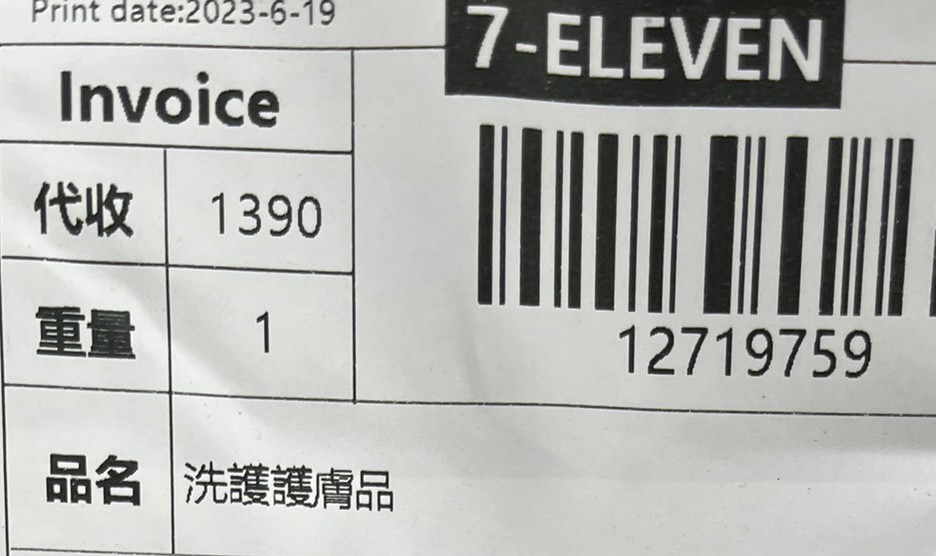 Print date:2023-6-19
7-ELEVEN
Invoice
代收 1390
重量 1
12719759
品名 洗護護膚品